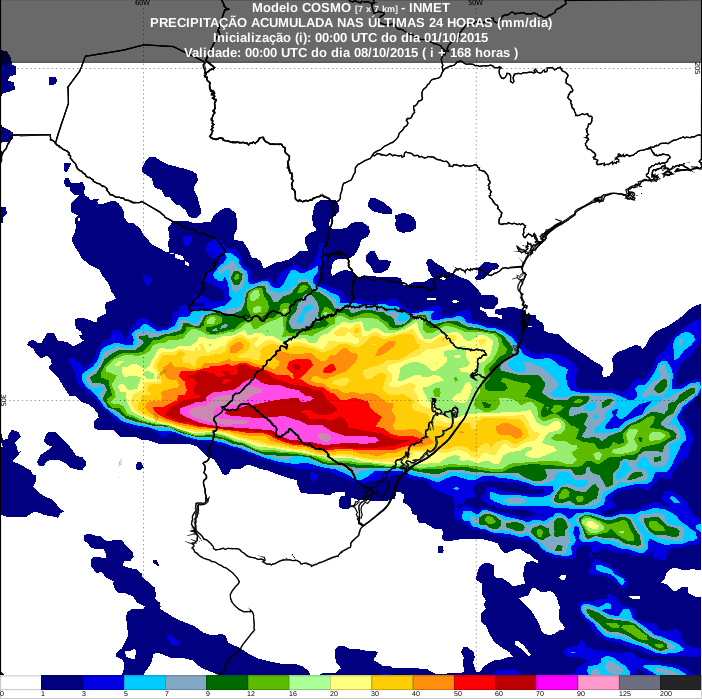 60W
50W
Modelo COSMO [7 x 7 km] - INMET
PRECIPITAÇÃO ACUMULADA NAS ÚLTIMAS 24 HORAS (mm/dia)
Inicialização (i): 00:00 UTC do dia 01/10/2015
Validade: 00:00 UTC do dia 08/10/2015 ( i + 168 horas )
20S
30S
0 1 3 5 7 9 12 16 20 30 40 50 60 70 90 125 200